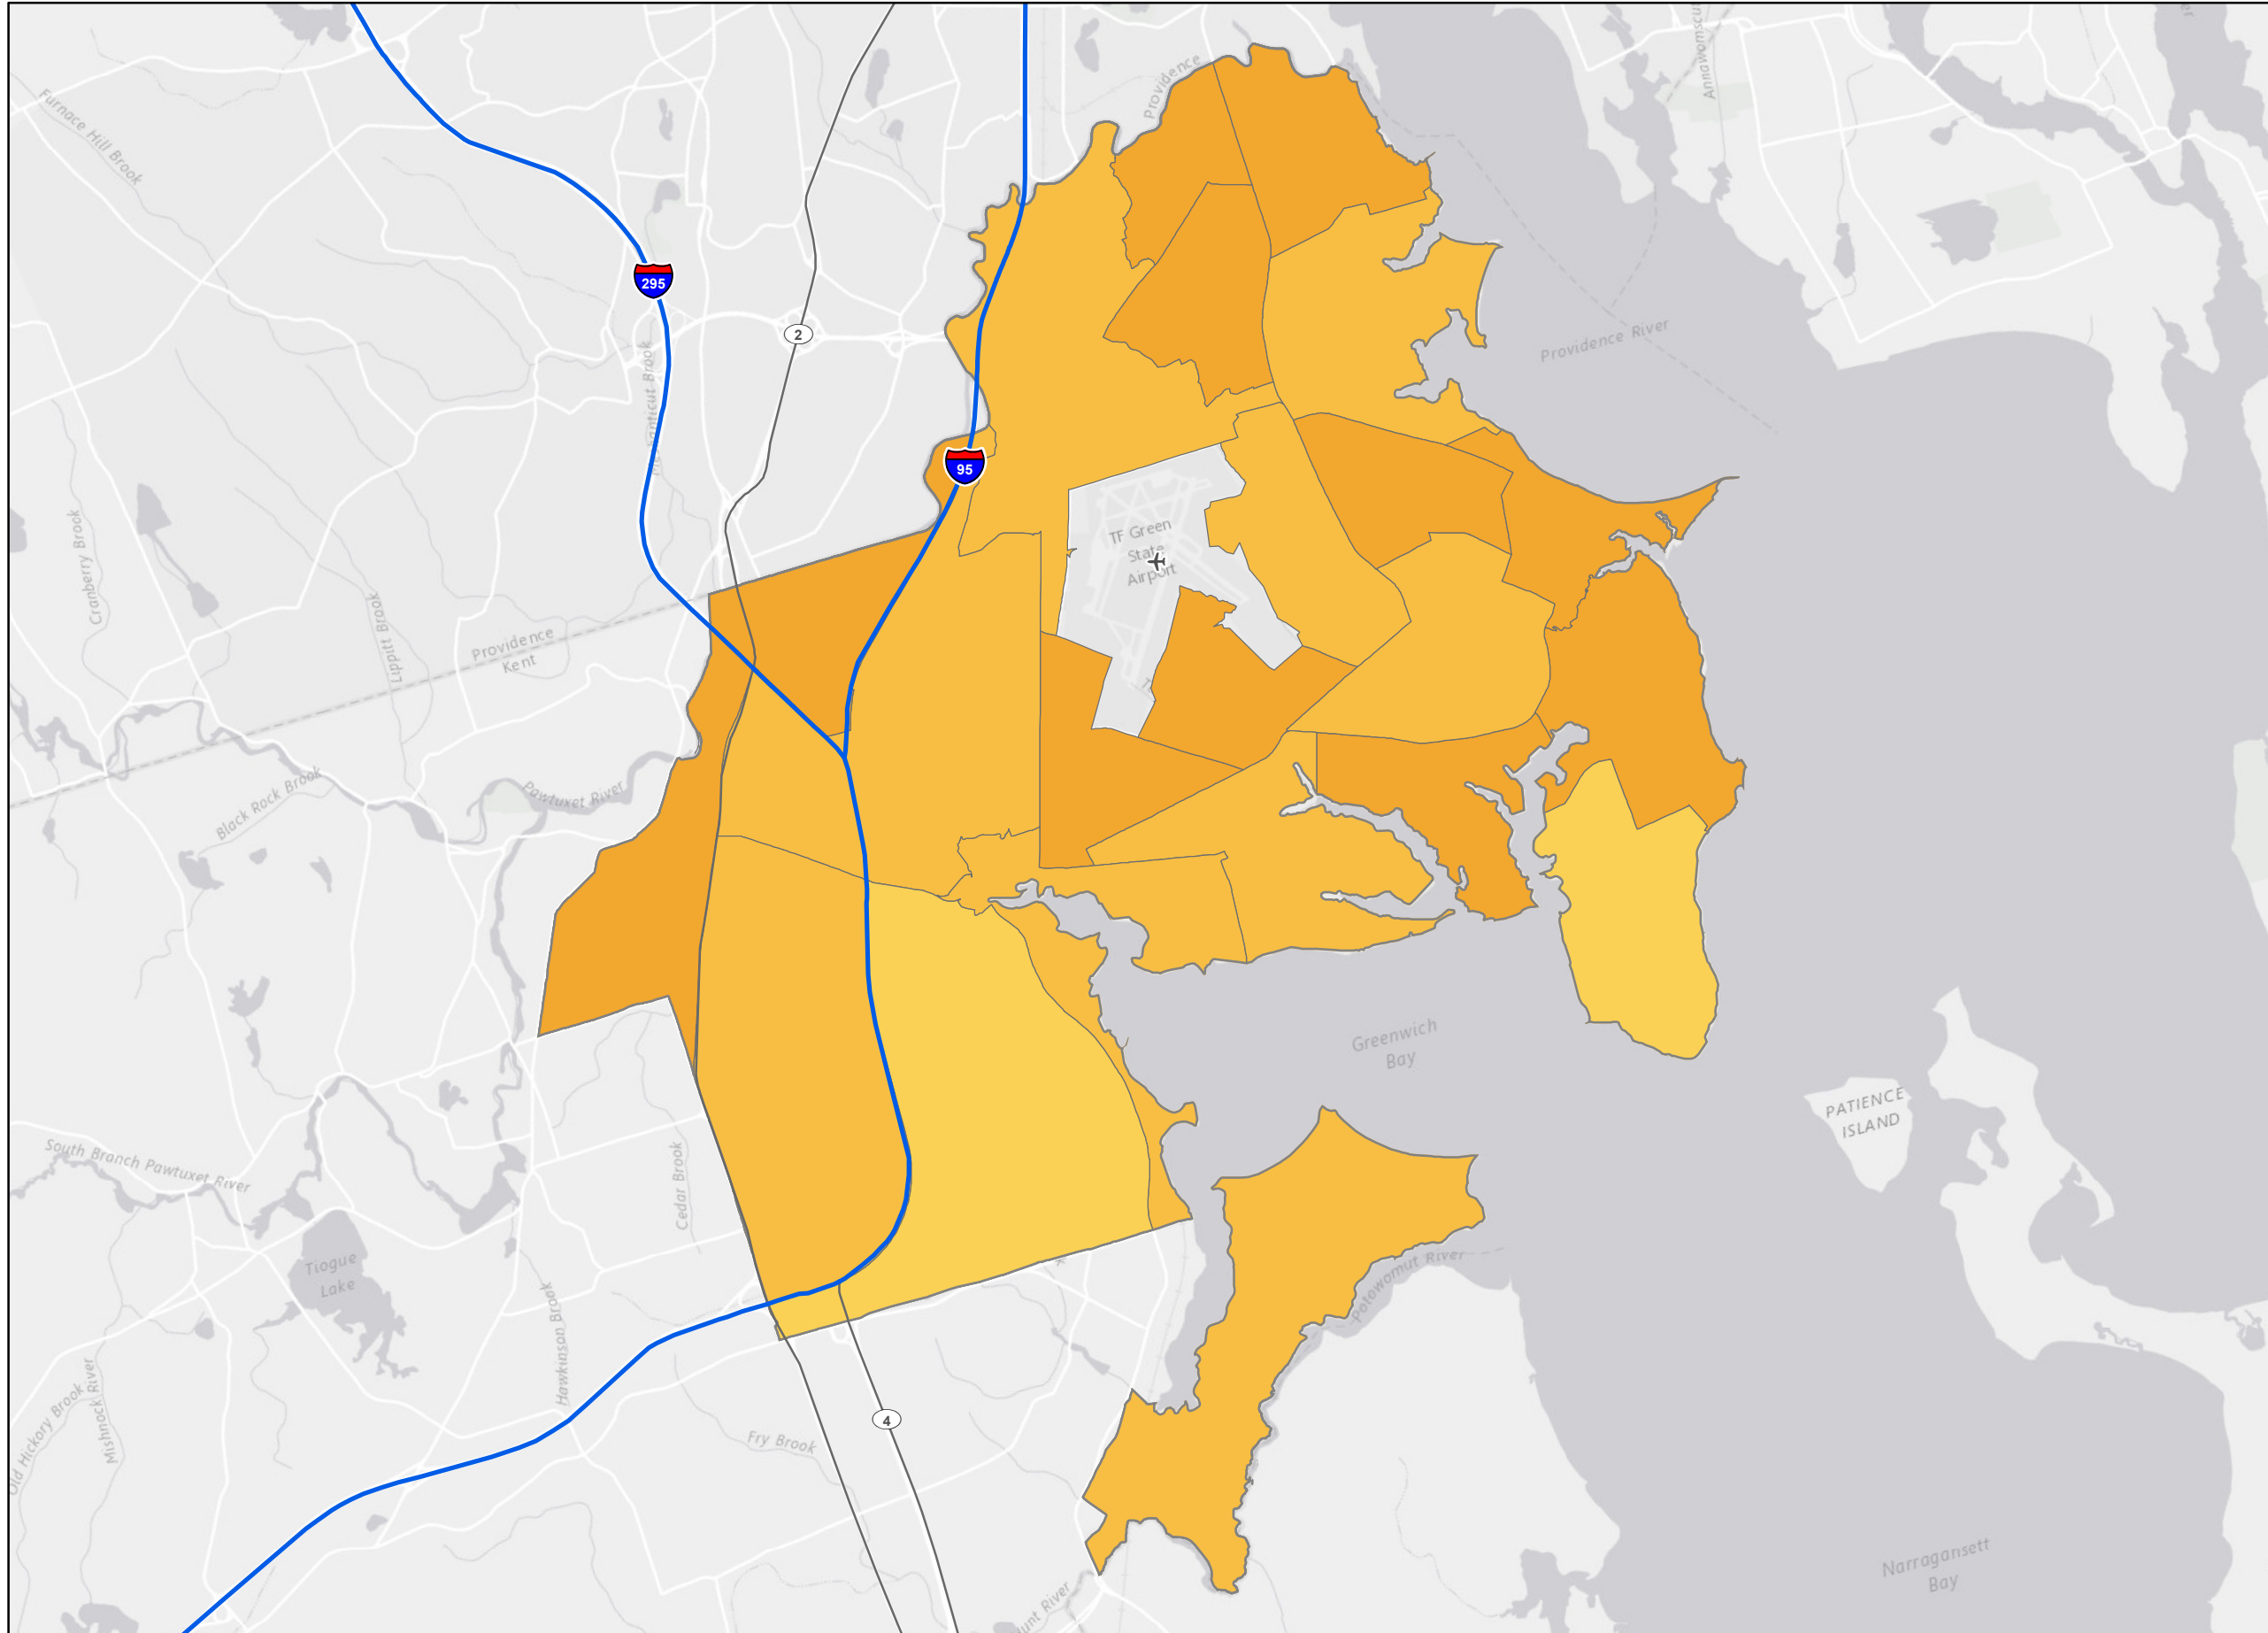 Furnace Hill Brook
Providence
295
2
Providence River
95
TF Green
State
Airport
Cranberry Brook
Lippitt Brook
Providence
Kent
Black Rock Brook
Pawtuxet River
Greenwich
Bay
PATIENCE
ISLAND
South Branch Pawtuxet River
Cedar Brook
Tiogue
Lake
Potowomut River
Hawkinson Brook
Old Hickory Brook
Mishnock River
4
Fry Brook
Narragansett
Bay